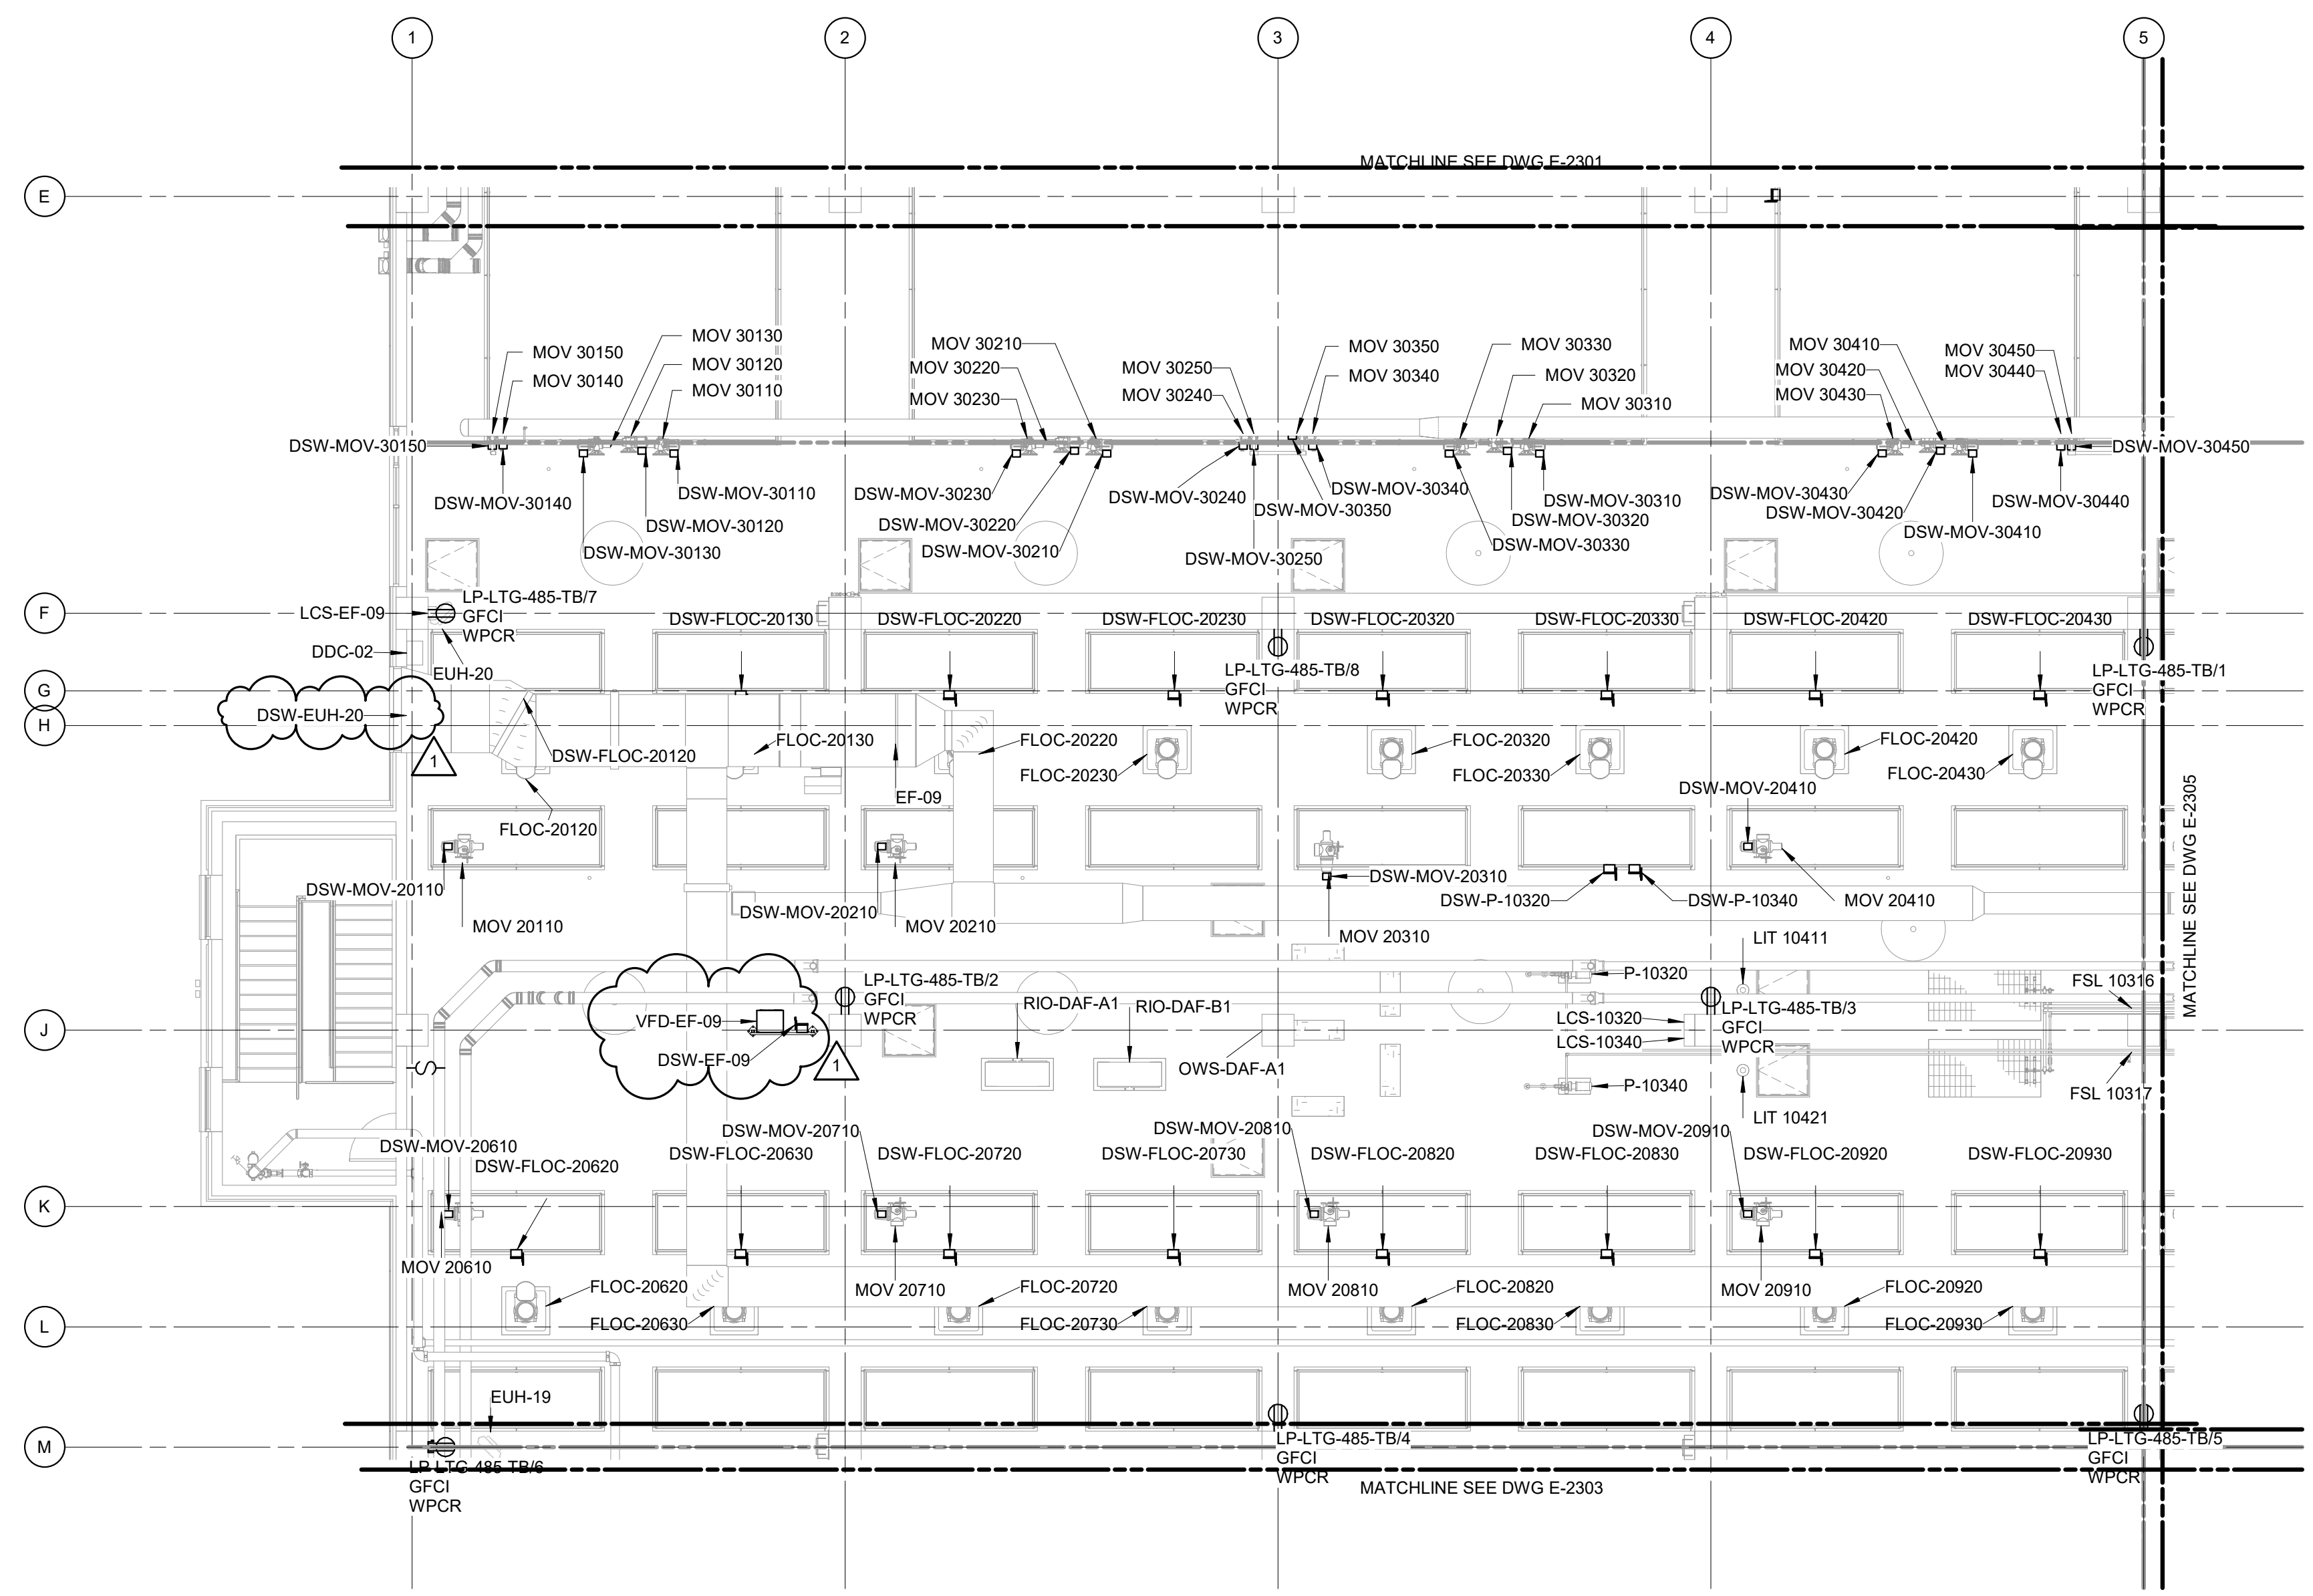 1
2
3
4
5
MATCHLINE SEE DWG E-2301
E
MOV 30150
MOV 30140
MOV 30130
MOV 30120
MOV 30110
MOV 30210
MOV 30220
MOV 30230
MOV 30250
MOV 30240
MOV 30350
MOV 30340
MOV 30330
MOV 30320
MOV 30310
MOV 30410
MOV 30420
MOV 30430
MOV 30450
MOV 30440
DSW-MOV-30150
DSW-MOV-30140
DSW-MOV-30110
DSW-MOV-30120
DSW-MOV-30130
DSW-MOV-30230
DSW-MOV-30220
DSW-MOV-30210
DSW-MOV-30240
DSW-MOV-30250
DSW-MOV-30340
DSW-MOV-30350
DSW-MOV-30310
DSW-MOV-30320
DSW-MOV-30330
DSW-MOV-30430
DSW-MOV-30420
DSW-MOV-30410
DSW-MOV-30440
DSW-MOV-30450
F
LCS-EF-09
LP-LTG-485-TB/7
GFCI
WPCR
DDC-02
EUH-20
DSW-FLOC-20130
DSW-FLOC-20220
DSW-FLOC-20230
DSW-FLOC-20320
DSW-FLOC-20330
DSW-FLOC-20420
DSW-FLOC-20430
LP-LTG-485-TB/8
GFCI
WPCR
LP-LTG-485-TB/1
GFCI
WPCR
G
H
DSW-EUH-20
1
DSW-FLOC-20120
FLOC-20130
FLOC-20220
FLOC-20230
FLOC-20320
FLOC-20330
FLOC-20420
FLOC-20430
EF-09
FLOC-20120
DSW-MOV-20410
MATCHLINE SEE DWG E-2305
DSW-MOV-20110
MOV 20110
DSW-MOV-20210
MOV 20210
DSW-MOV-20310
MOV 20310
DSW-P-10320
DSW-P-10340
MOV 20410
LIT 10411
P-10320
FSL 10316
LP-LTG-485-TB/2
GFCI
WPCR
RIO-DAF-A1
RIO-DAF-B1
LP-LTG-485-TB/3
GFCI
WPCR
J
VFD-EF-09
DSW-EF-09
1
LCS-10320
LCS-10340
OWS-DAF-A1
P-10340
FSL 10317
LIT 10421
DSW-MOV-20610
DSW-FLOC-20620
DSW-FLOC-20630
DSW-MOV-20710
DSW-FLOC-20720
DSW-FLOC-20730
DSW-MOV-20810
DSW-FLOC-20820
DSW-FLOC-20830
DSW-MOV-20910
DSW-FLOC-20920
DSW-FLOC-20930
K
MOV 20610
MOV 20710
MOV 20810
MOV 20910
FLOC-20620
FLOC-20630
FLOC-20720
FLOC-20730
FLOC-20820
FLOC-20830
FLOC-20920
FLOC-20930
L
EUH-19
M
LP-LTG-485-TB/6
GFCI
WPCR
LP-LTG-485-TB/4
GFCI
WPCR
LP-LTG-485-TB/5
GFCI
WPCR
MATCHLINE SEE DWG E-2303